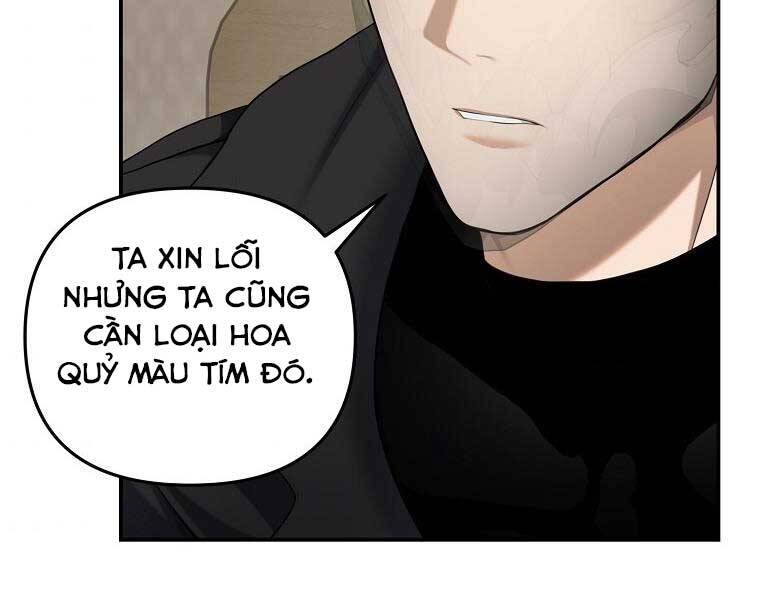 TA XIN LỖI
NHƯNG TA CŨNG
CẦN LOẠI HOA
QUỶ MÀU TÍM ĐÓ.